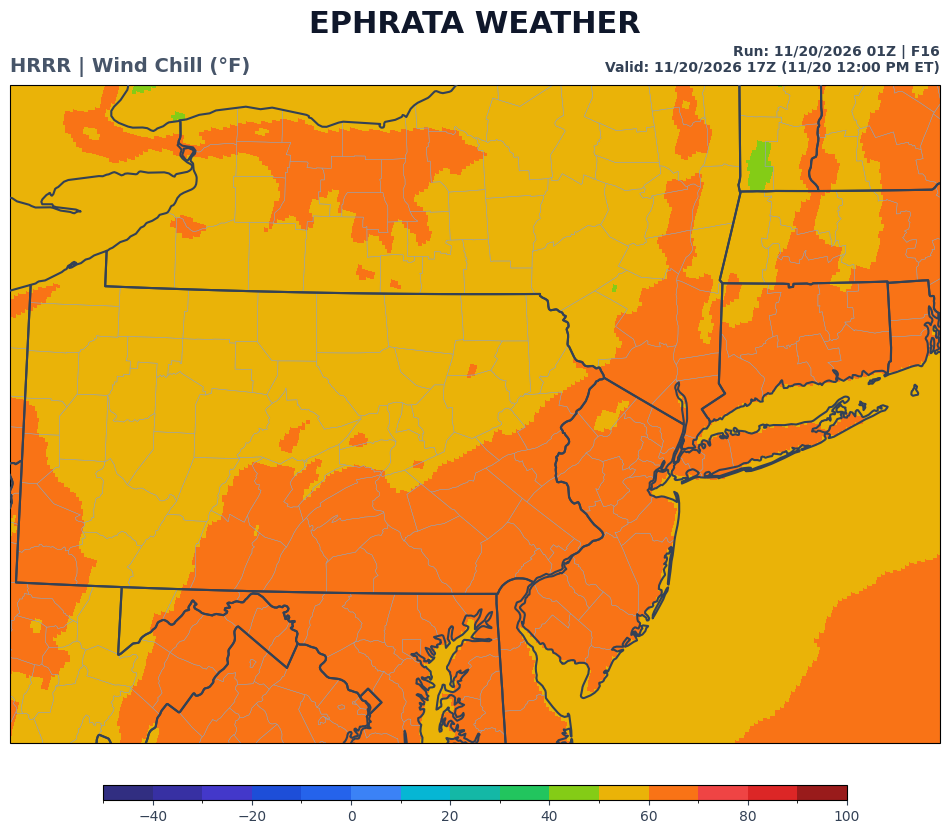 EPHRATA WEATHER
HRRR | Wind Chill (°F)
Run: 11/20/2026 01Z | F16
Valid: 11/20/2026 17Z (11/20 12:00 PM ET)
−40 −20 0 20 40 60 80 100